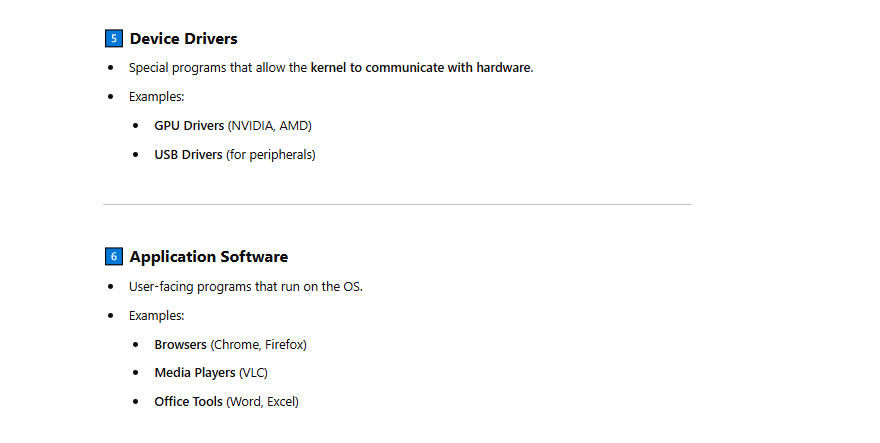 5 Device Drivers
• Special programs that allow the kernel to communicate with hardware.
• Examples:
• GPU Drivers (NVIDIA, AMD)
• USB Drivers (for peripherals)
6 Application Software
• User-facing programs that run on the OS.
• Examples:
• Browsers (Chrome, Firefox)
• Media Players (VLC)
• Office Tools (Word, Excel)